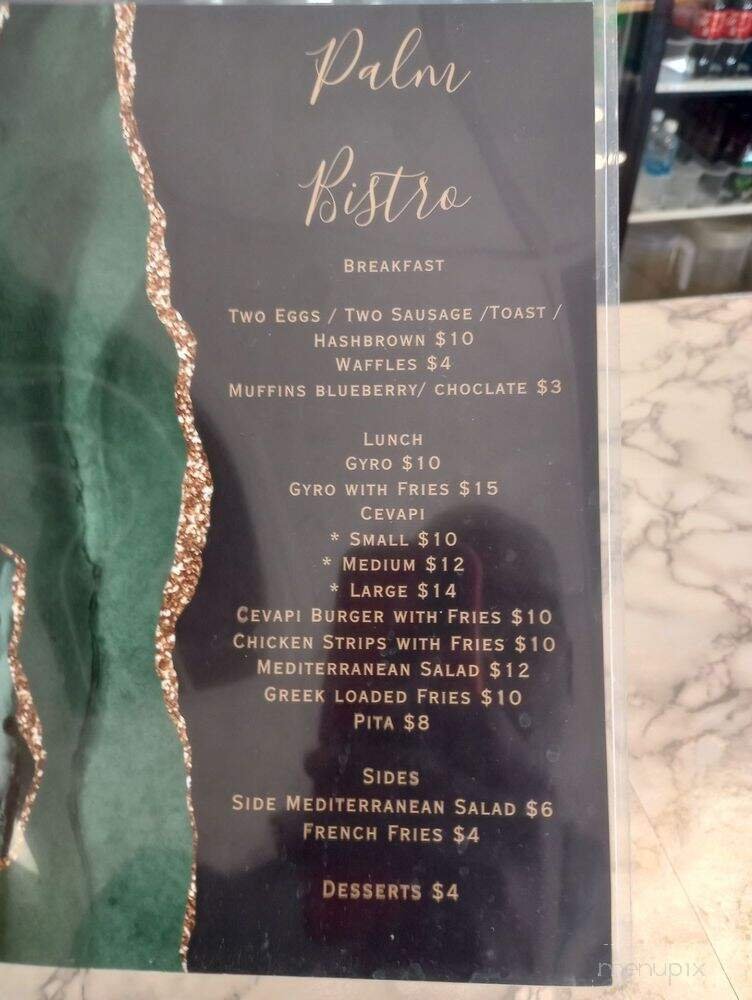 Palm
Bistro
BREAKFAST
TWO EGGS / TWO SAUSAGE /TOAST /
HASHBROWN $10
WAFFLES $4
MUFFINS BLUEBERRY/ CHOCLATE $3
LUNCH
GYRO $10
GYRO WITH FRIES $15
CEVAPI
* SMALL $10
* MEDIUM $12
* LARGE $14
CEVAPI BURGER WITH FRIES $10
CHICKEN STRIPS WITH FRIES $10
MEDITERRANEAN SALAD $12
GREEK LOADED FRIES $10
PITA $8
SIDES
SIDE MEDITERRANEAN SALAD $6
FRENCH FRIES $4
DESSERTS $4
menupix